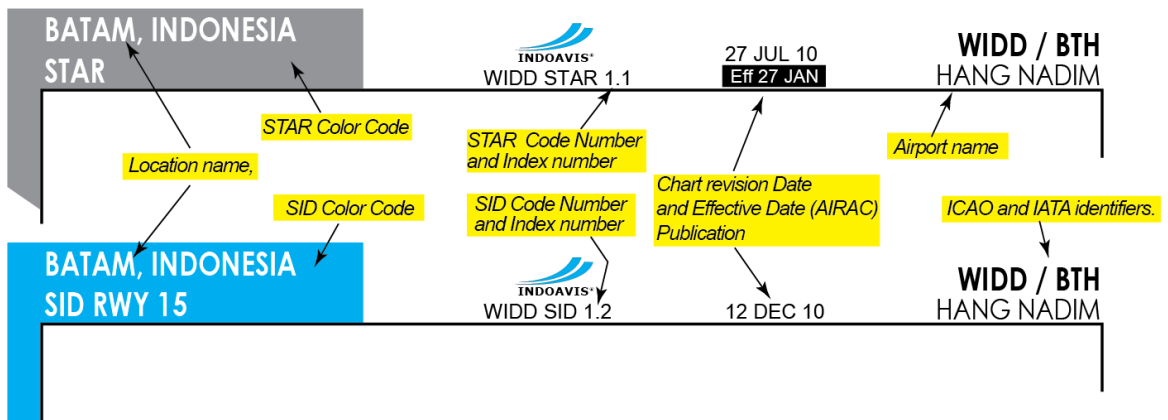 BATAM, INDONESIA
STAR
INDOAVIS®
WIDD STAR 1.1
27 JUL 10
Eff 27 JAN
WIDD / BTH
HANG NADIM
STAR Color Code
Location name,
SID Color Code
STAR Code Number
and Index number
SID Code Number
and Index number
Chart revision Date
and Effective Date (AIRAC)
Publication
Airport name
ICAO and IATA identifiers.
BATAM, INDONESIA
SID RWY 15
INDOAVIS®
WIDD SID 1.2
12 DEC 10
WIDD / BTH
HANG NADIM